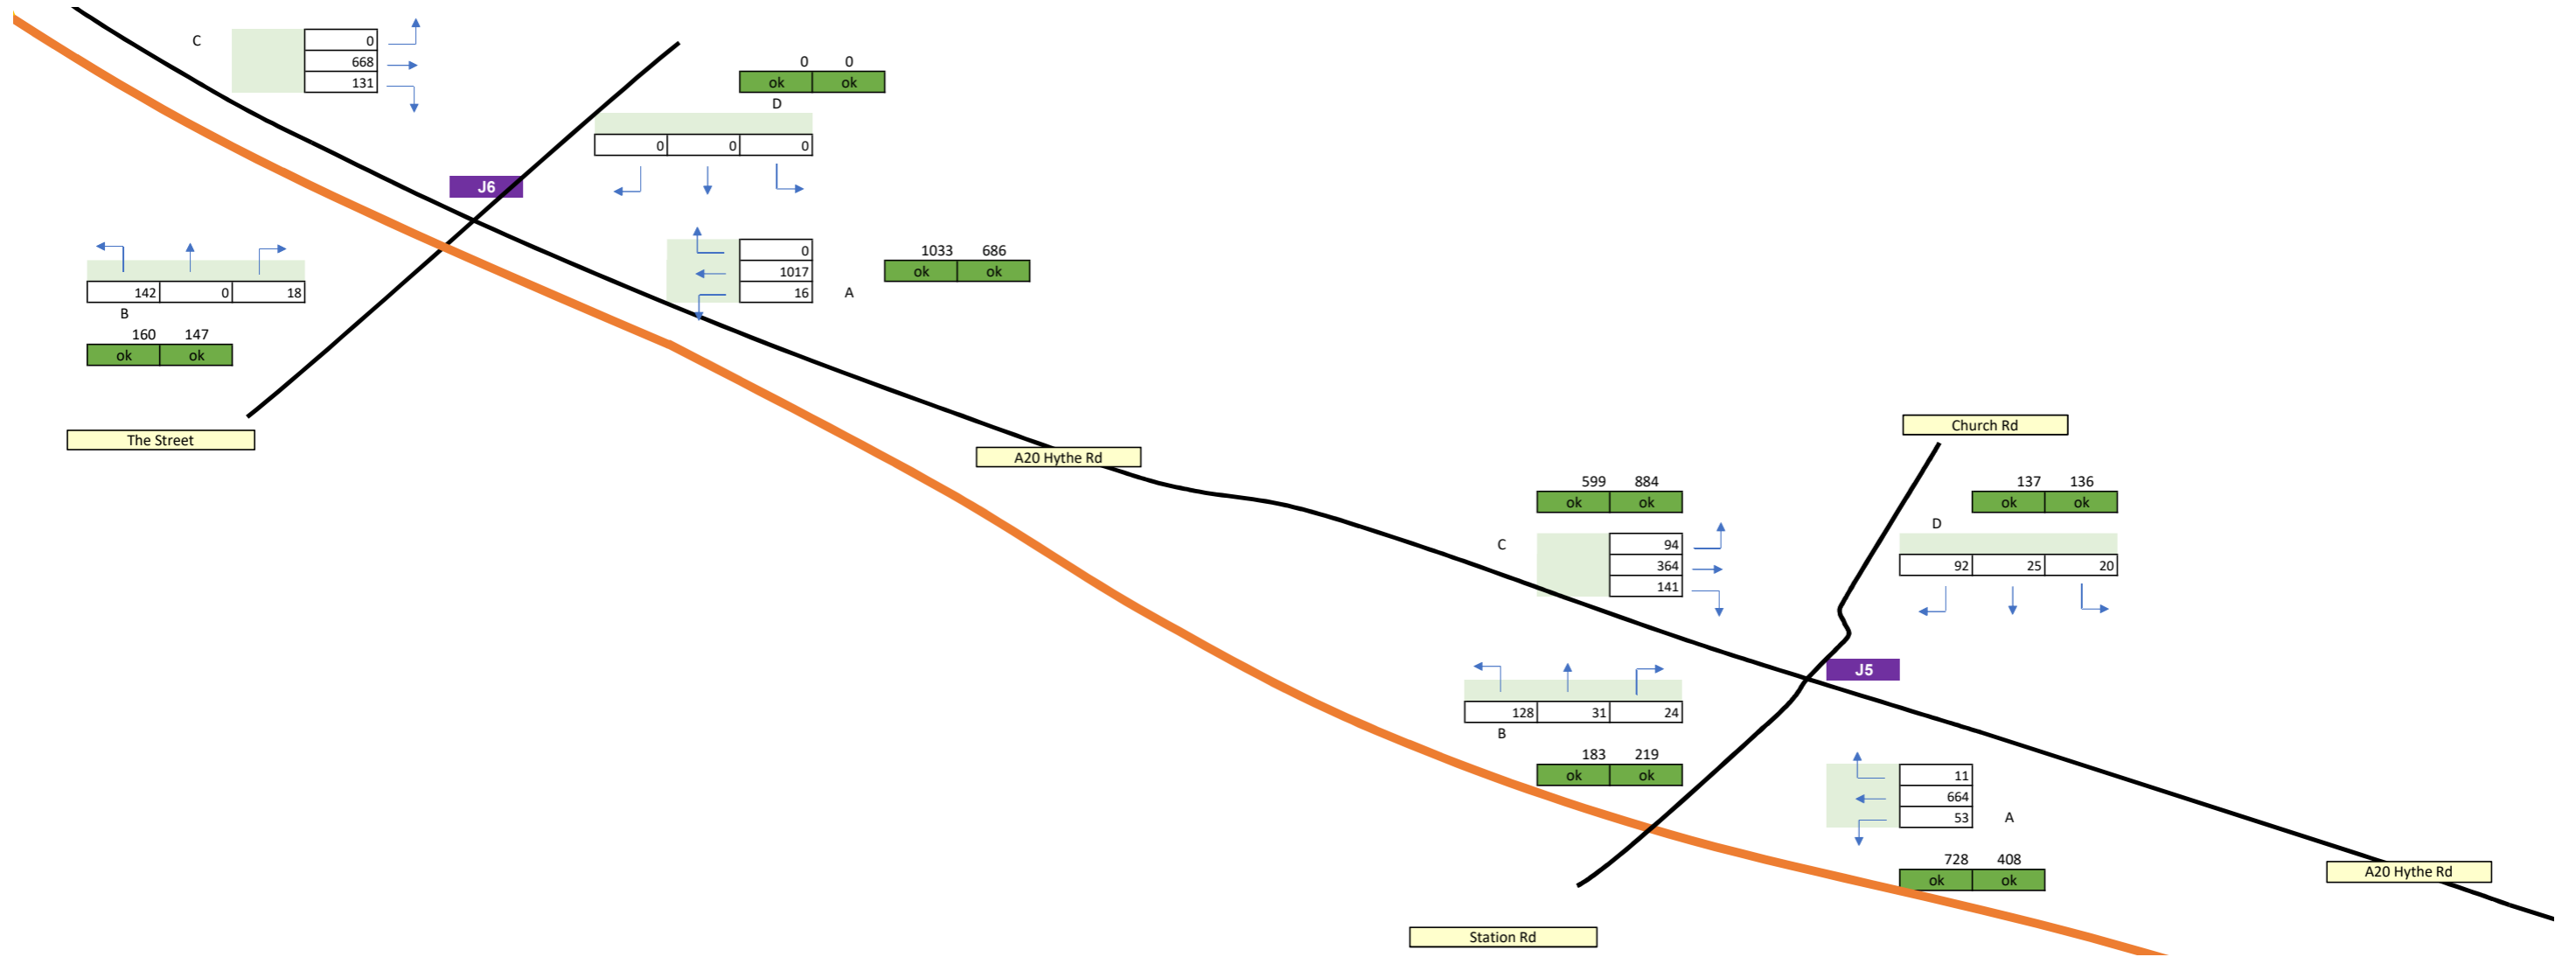 C
0
668
131
0 0
ok ok
D
0 0 0
J6
0
1017
16
A
1033 686
ok ok
142 0 18
B
160 147
ok ok
The Street
A20 Hythe Rd
Church Rd
599 884
ok ok
C
94
364
141
137 136
ok ok
D
92 25 20
J5
128 31 24
B
183 219
ok ok
11
664
53
A
728 408
ok ok
A20 Hythe Rd
Station Rd